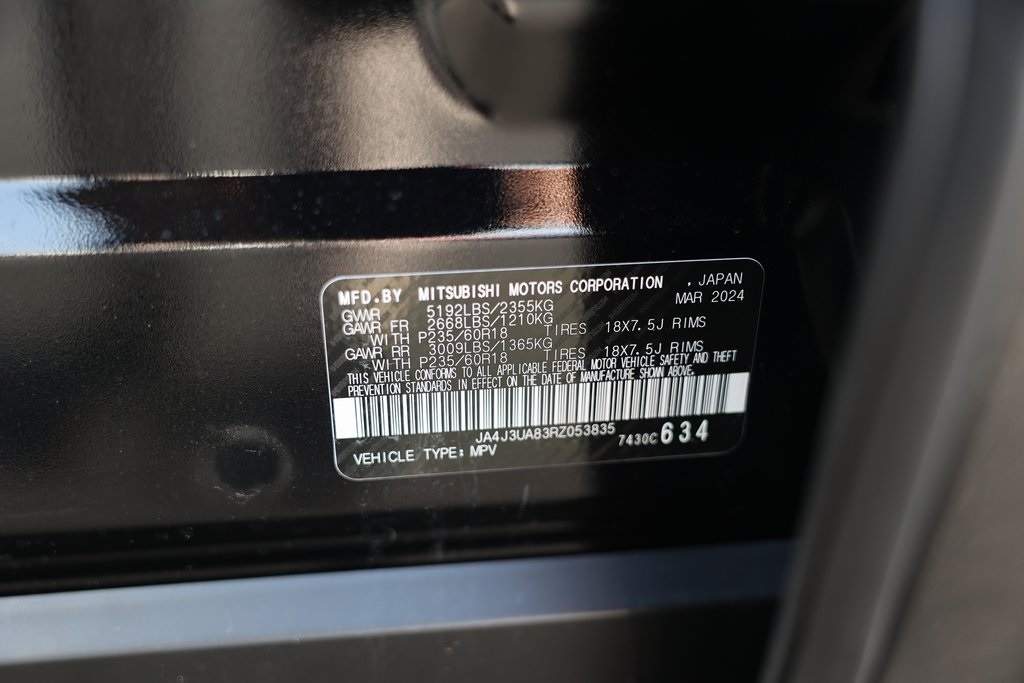 MFD.BY MITSUBISHI MOTORS CORPORATION , JAPAN
MAR 2024
GVWR 5192LBS/2355KG
GAWR FR 2668LBS/1210KG
WITH P235/60R18 TIRES 18X7.5J RIMS
GAWR RR 3009LBS/1365KG
WITH P235/60R18 TIRES 18X7.5J RIMS
THIS VEHICLE CONFORMS TO ALL APPLICABLE FEDERAL MOTOR VEHICLE SAFETY AND THEFT
PREVENTION STANDARDS IN EFFECT ON THE DATE OF MANUFACTURE SHOWN ABOVE.
JA4J3UA83RZ053835 7430C 634
VEHICLE TYPE: MPV